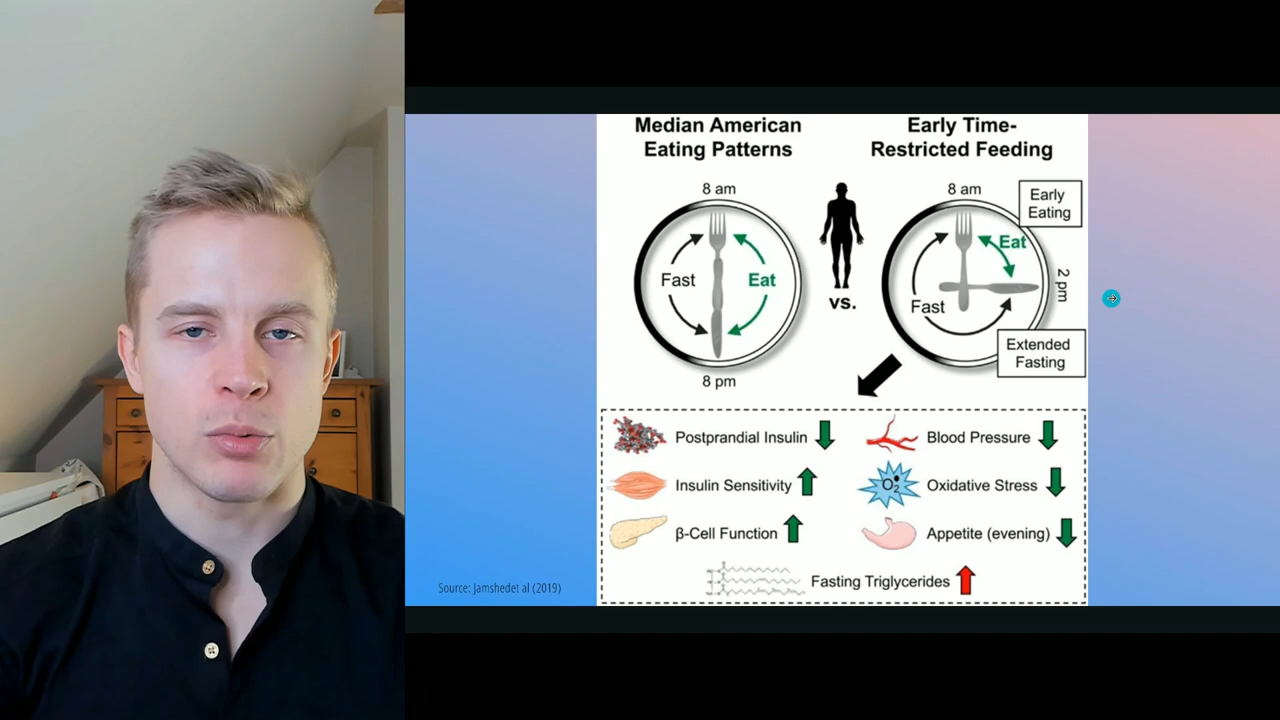 Median American
Eating Patterns
Early Time-
Restricted Feeding
8 am
Fast
Eat
8 pm
vs.
8 am
Early
Eating
Eat
2 pm
Fast
Extended
Fasting
Postprandial Insulin
Blood Pressure
Insulin Sensitivity
O2
Oxidative Stress
β-Cell Function
Appetite (evening)
Fasting Triglycerides
Source: Jamshedet al (2019)